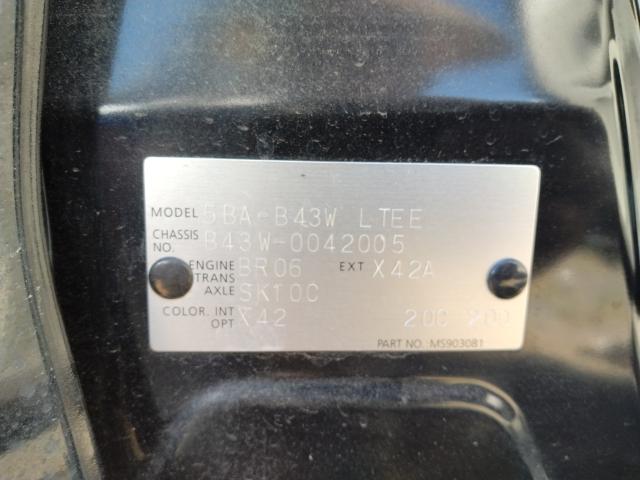 MODEL 5BA-B43W LTEE
CHASSIS NO. B43W-0042005
ENGINE BR06 EXT X42A
TRANS AXLE SK10C
COLOR. INT OPT X42 200 200
PART NO. MS903081